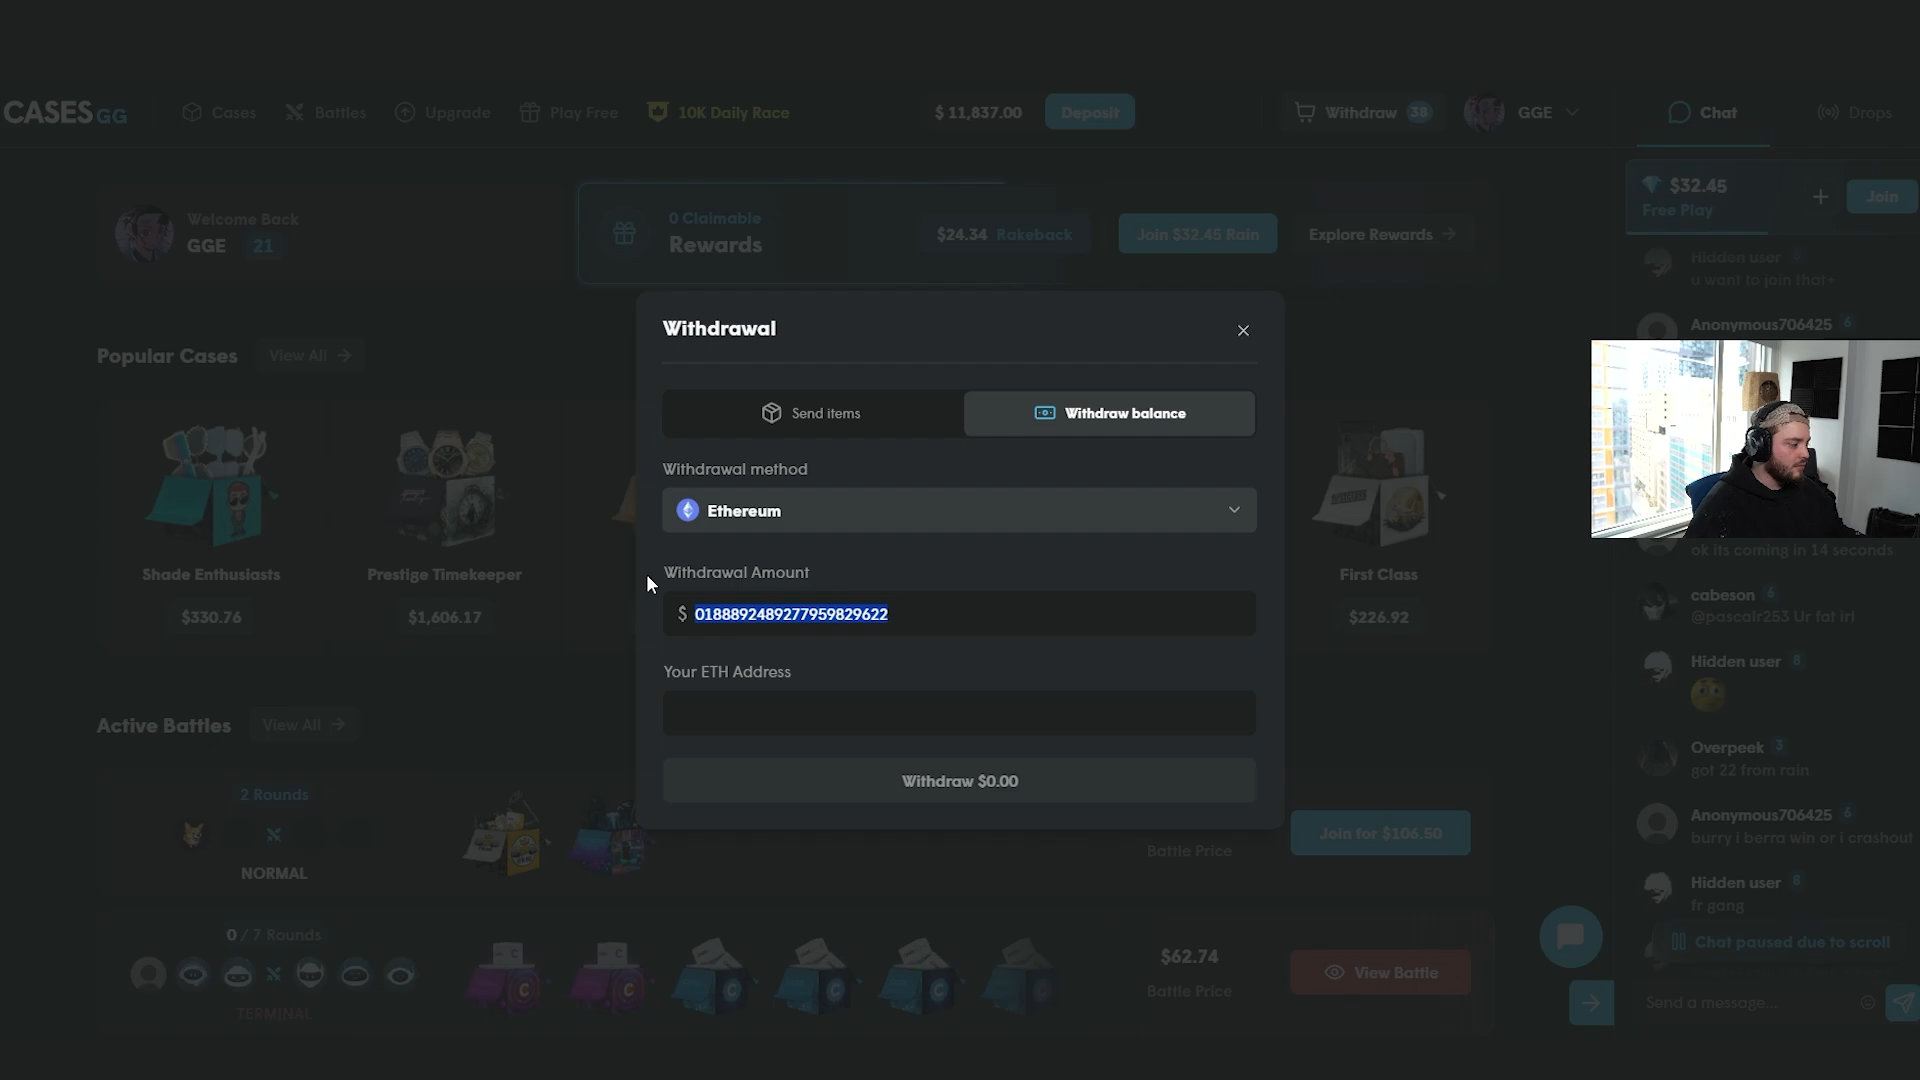 CASES GG
Cases
Battles
Upgrade
Play Free
10K Daily Race
$ 11,837.00
Deposit
Withdraw 38
GGE
Chat
Drops
Welcome Back
GGE 21
0 Claimable
Rewards
$24.34 Rakeback
Join $32.45 Rain
Explore Rewards
$32.45
Free Play
Join
Hidden user
u want to join that+
Anonymous706425 6
Popular Cases
View All
Shade Enthusiasts
$330.76
Prestige Timekeeper
$1,606.17
First Class
$226.92
Withdrawal
Send items
Withdraw balance
Withdrawal method
Ethereum
Withdrawal Amount
$ 0188892489277959829622
Your ETH Address
Withdraw $0.00
ok its coming in 14 seconds
cabeson 6
@pascalr253 Ur fat irl
Hidden user 8
Overpeek 3
got 22 from rain
Anonymous706425 6
burry i berra win or i crashout
Hidden user 8
fr gang
Chat paused due to scroll
Send a message...
Active Battles
View All
2 Rounds
NORMAL
Battle Price
Join for $106.50
0 / 7 Rounds
TERMINAL
$62.74
Battle Price
View Battle